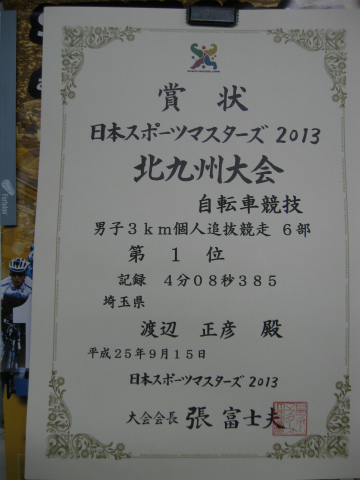 賞状
日本スポーツマスターズ 2013
北九州大会
自転車競技
男子3km個人追抜競走 6部
第 1 位
記録 4分08秒385
埼玉県
渡辺 正彦 殿
平成25年9月15日
日本スポーツマスターズ2013
大会会長 張 富士夫